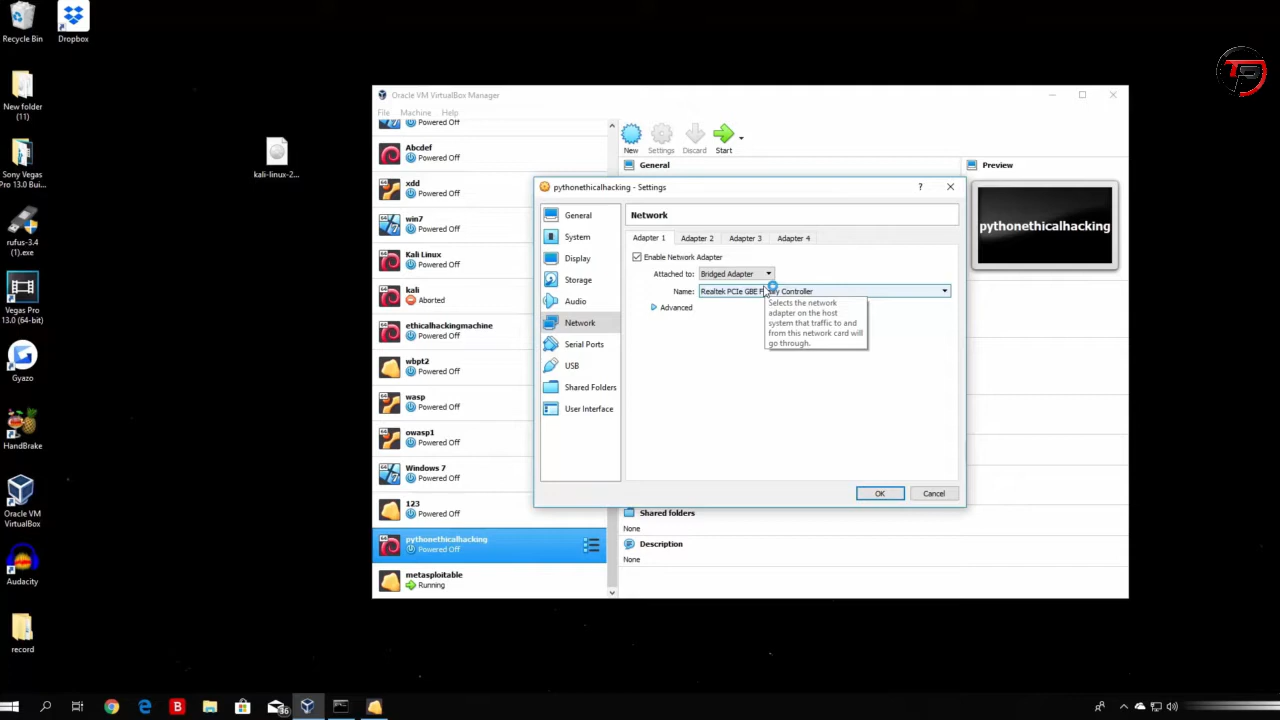 Recycle Bin
Dropbox
New folder
(11)
Sony Vegas
Pro 13.0 Bui...
rufus-3.4
(1).exe
Vegas Pro
13.0 (64-bit)
Gyazo
HandBrake
Oracle VM
VirtualBox
Audacity
record
kali-linux-2...
TS
Oracle VM VirtualBox Manager
File Machine Help
Powered Off
Abcdef
Powered Off
xdd
Powered Off
win7
Powered Off
Kali Linux
Powered Off
kali
Aborted
ethicalhackingmachine
Powered Off
wbpt2
Powered Off
wasp
Powered Off
owasp1
Powered Off
Windows 7
Powered Off
123
Powered Off
pythonethicalhacking
Powered Off
metasploitable
Running
New Settings Discard Start
General
Preview
pythonethicalhacking
pythonethicalhacking - Settings
General
System
Display
Storage
Audio
Network
Serial Ports
USB
Shared Folders
User Interface
Network
Adapter 1 Adapter 2 Adapter 3 Adapter 4
Enable Network Adapter
Attached to: Bridged Adapter
Name: Realtek PCIe GBE Controller
Advanced
Selects the network
adapter on the host
system that traffic to and
from this network card will
go through.
OK Cancel
Shared folders
None
Description
None
36